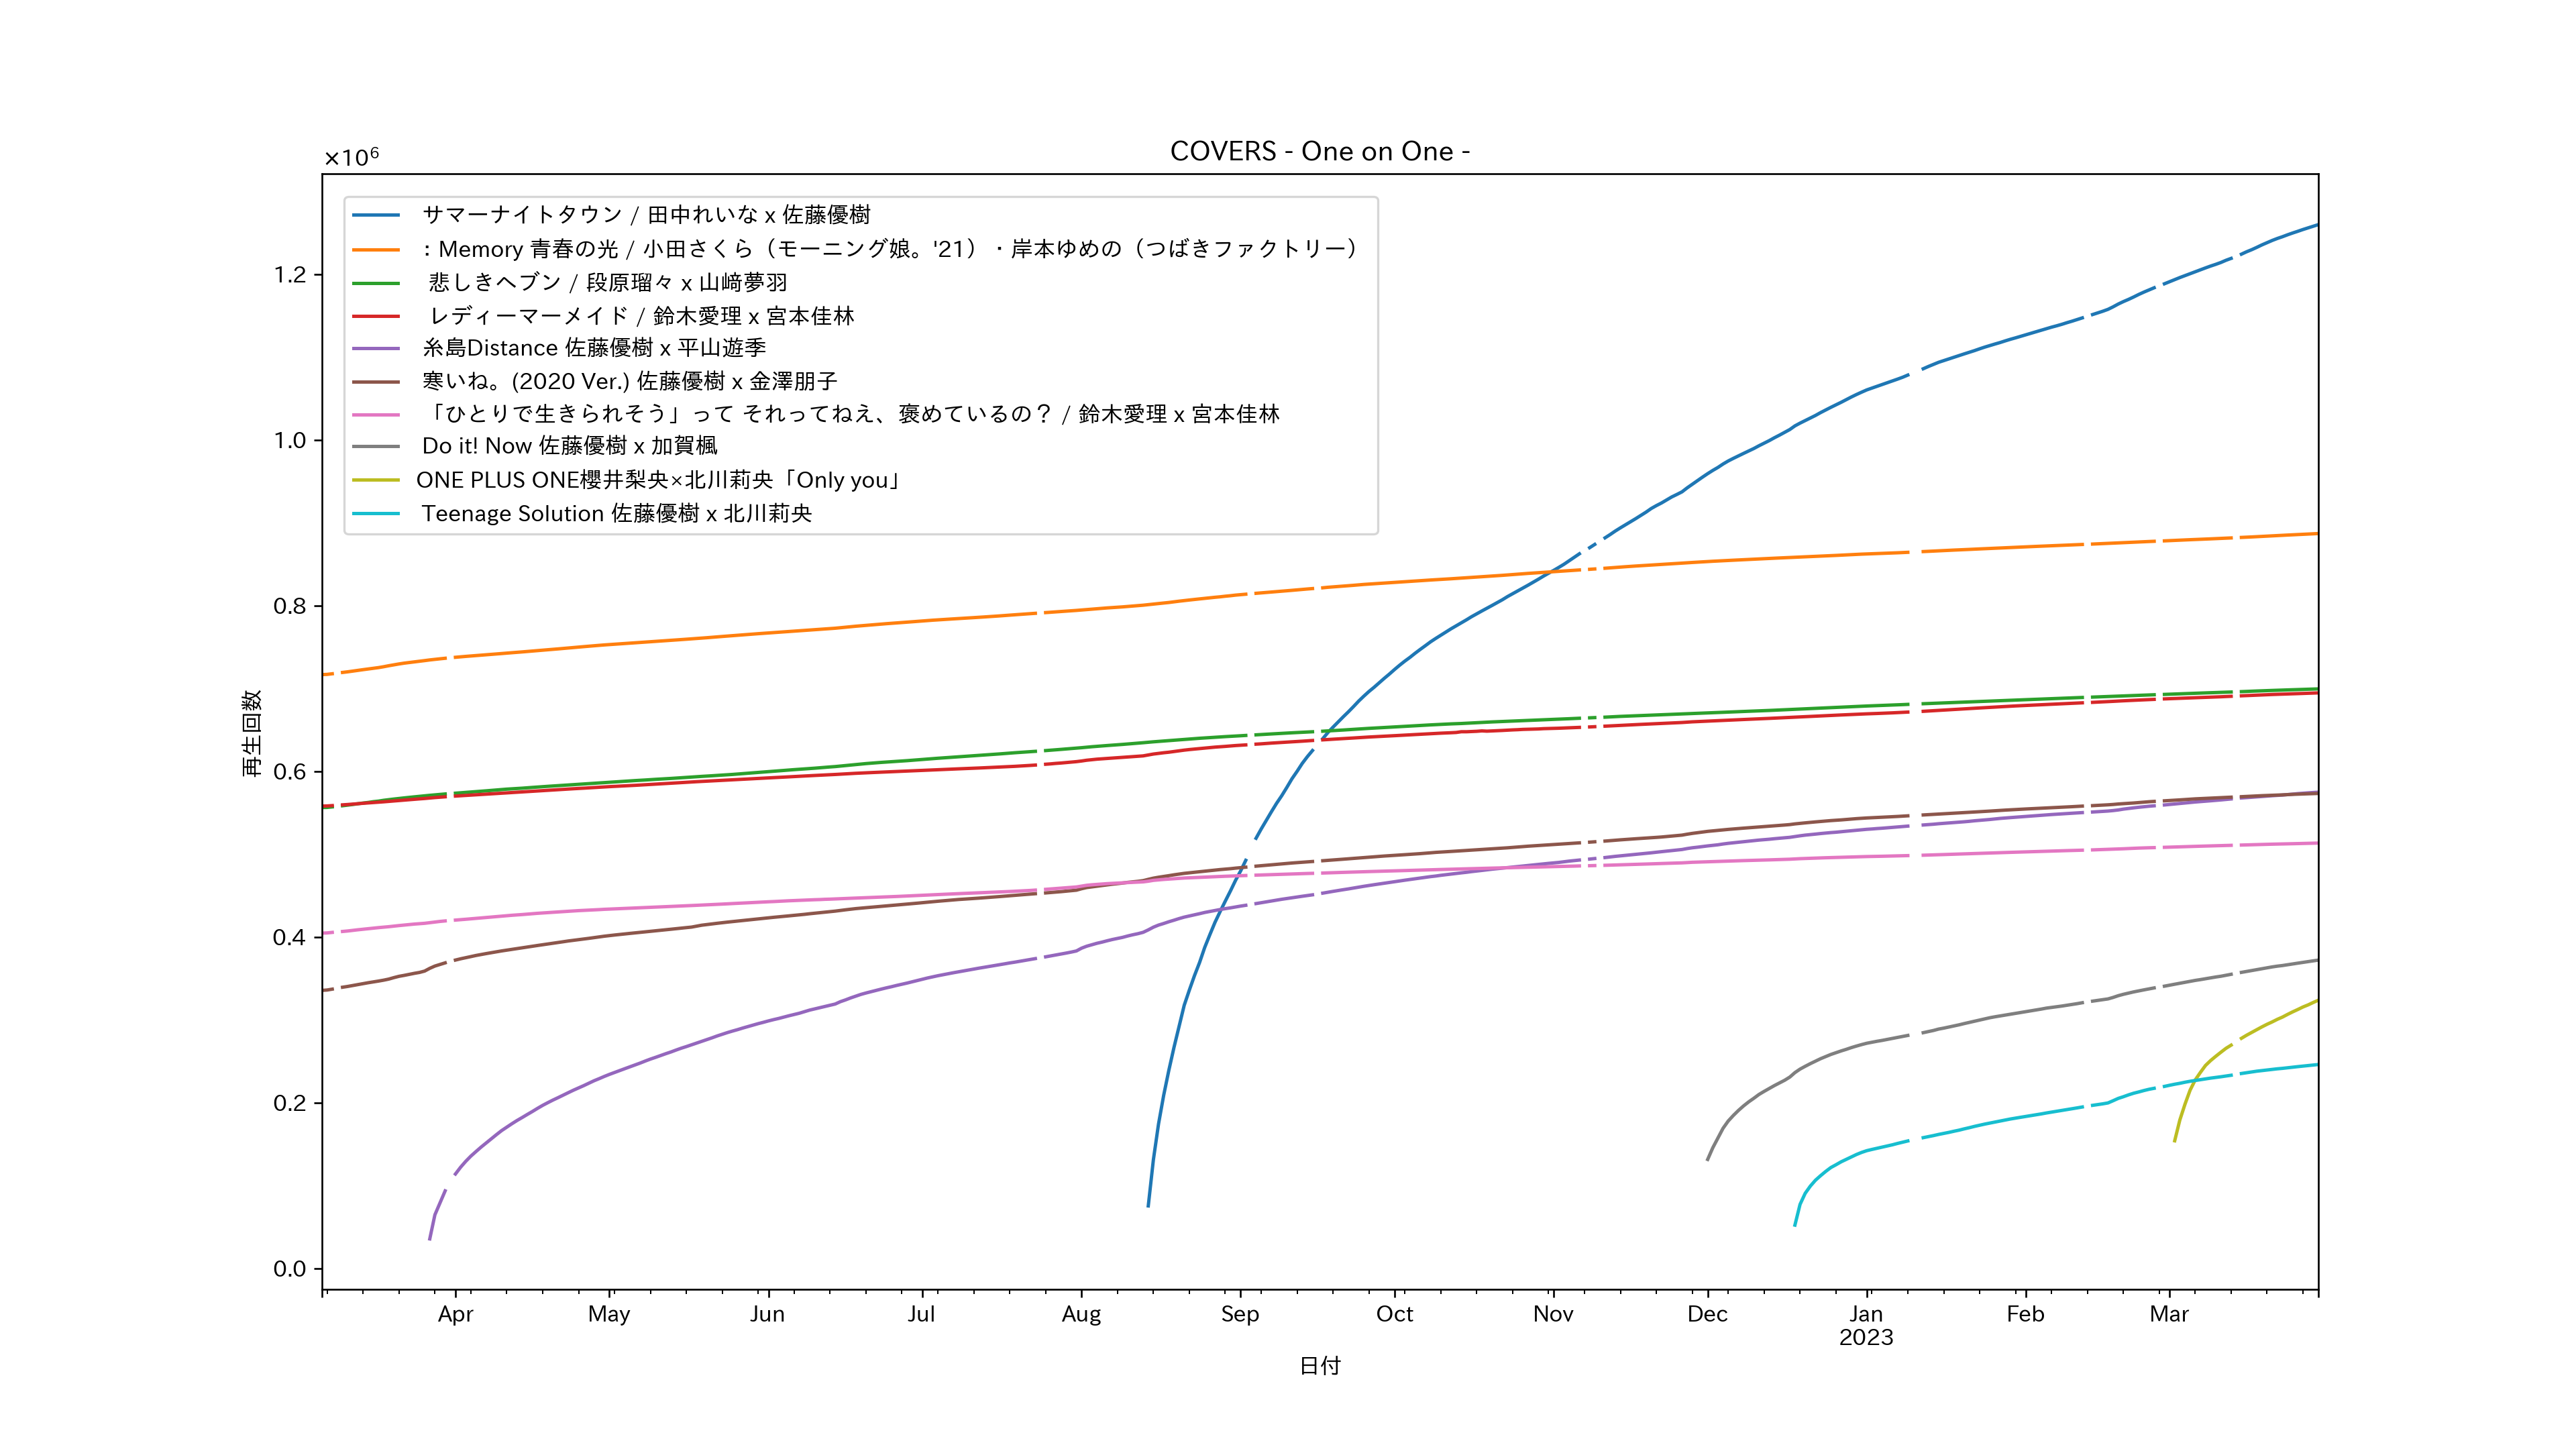 COVERS - One on One -
×10⁶
サマーナイトタウン / 田中れいな x 佐藤優樹
: Memory 青春の光 / 小田さくら（モーニング娘。'21）・岸本ゆめの（つばきファクトリー）
悲しきヘブン / 段原瑠々 x 山﨑夢羽
レディーマーメイド / 鈴木愛理 x 宮本佳林
糸島Distance 佐藤優樹 x 平山遊季
寒いね。(2020 Ver.) 佐藤優樹 x 金澤朋子
「ひとりで生きられそう」って それってねえ、褒めているの？ / 鈴木愛理 x 宮本佳林
Do it! Now 佐藤優樹 x 加賀楓
ONE PLUS ONE櫻井梨央×北川莉央「Only you」
Teenage Solution 佐藤優樹 x 北川莉央
1.2
1.0
0.8
0.6
0.4
0.2
0.0
再生回数
Apr May Jun Jul Aug Sep Oct Nov Dec Jan Feb Mar
2023
日付